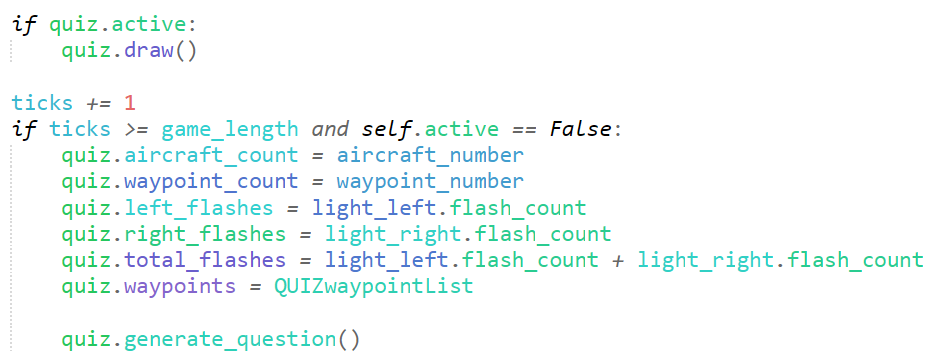 if quiz.active:
    quiz.draw()

ticks += 1
if ticks >= game_length and self.active == False:
    quiz.aircraft_count = aircraft_number
    quiz.waypoint_count = waypoint_number
    quiz.left_flashes = light_left.flash_count
    quiz.right_flashes = light_right.flash_count
    quiz.total_flashes = light_left.flash_count + light_right.flash_count
    quiz.waypoints = QUIZwaypointList

    quiz.generate_question()